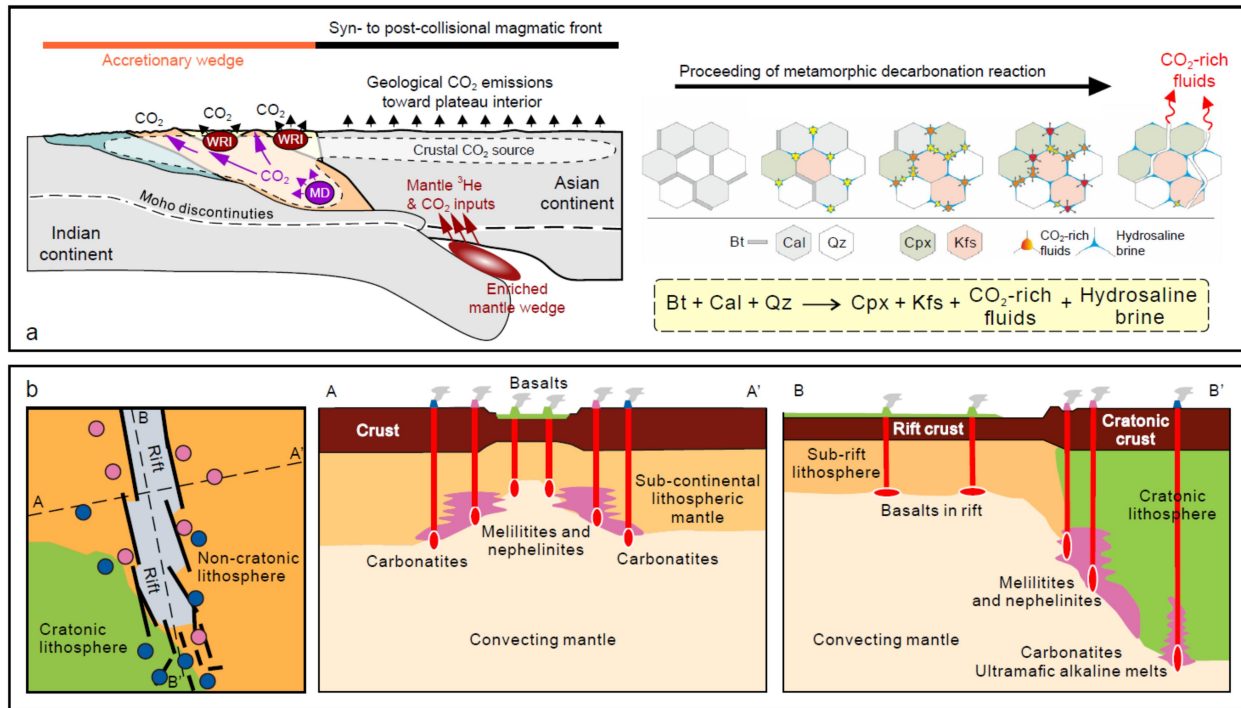 Syn- to post-collisional magmatic front
Accretionary wedge
CO2
CO2
CO2
Geological CO2 emissions
toward plateau interior
WRI
WRI
Crustal CO2 source
CO2
MD
Mantle 3He
& CO2 inputs
Asian
continent
Moho discontinuties
Indian
continent
Enriched
mantle wedge
a
Proceeding of metamorphic decarbonation reaction
CO2-rich
fluids
Bt
Cal
Qz
Cpx
Kfs
CO2-rich
fluids
Hydrosaline
brine
Bt + Cal + Qz → Cpx + Kfs + CO2-rich fluids + Hydrosaline brine
b
B
Rift
A'
A
Non-cratonic
lithosphere
Rift
Cratonic
lithosphere
B'
A
Basalts
A'
Crust
Sub-continental
lithospheric
mantle
Melilitites and
nephelinites
Carbonatites
Carbonatites
Convecting mantle
B
B'
Rift crust
Cratonic
crust
Sub-rift
lithosphere
Basalts in rift
Cratonic
lithosphere
Melilitites
and nephelinites
Convecting mantle
Carbonatites
Ultramafic alkaline melts